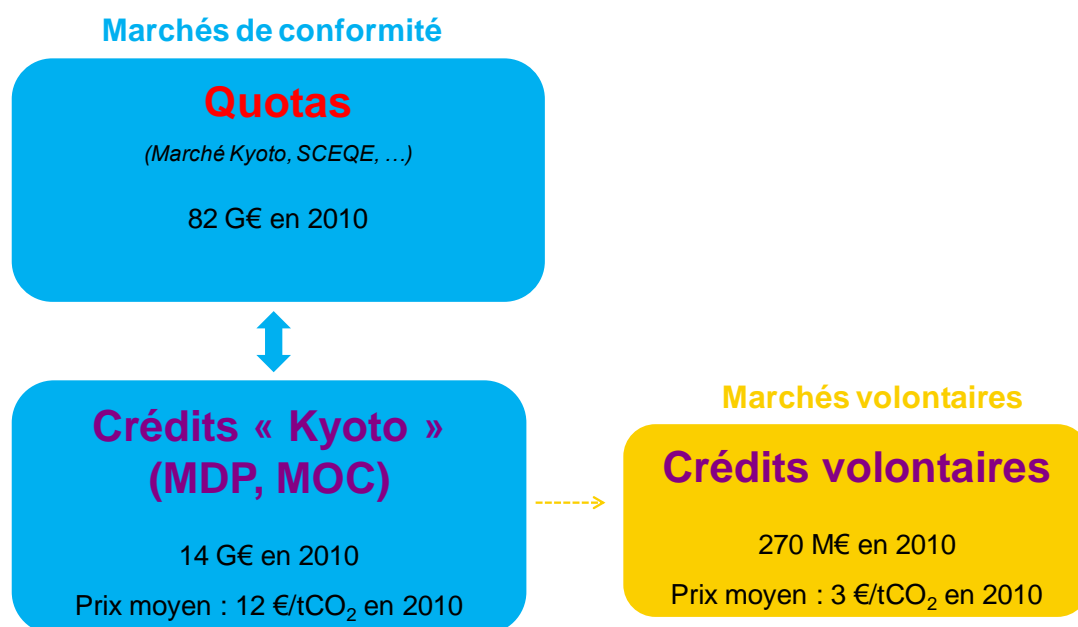 Marchés de conformité
Quotas
(Marché Kyoto, SCEQE, …)
82 G€ en 2010
Crédits « Kyoto »
(MDP, MOC)
14 G€ en 2010
Prix moyen : 12 €/tCO₂ en 2010
Marchés volontaires
Crédits volontaires
270 M€ en 2010
Prix moyen : 3 €/tCO₂ en 2010